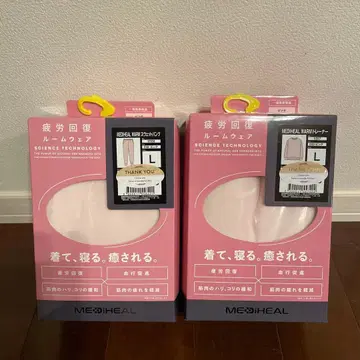 疲労回復
ルームウェア
SCIENCE TECHNOLOGY
MEDIHEAL WARMスウェットパンツ
L
THANK YOU
着て、寝る。癒される。
疲労回復
血行促進
筋肉のハリ、コリの緩和
筋肉の疲れを軽減
MEDIHEAL
疲労回復
ルームウェア
SCIENCE TECHNOLOGY
MEDIHEAL WARMトレーナー
L
THANK YOU
着て、寝る。癒される。
疲労回復
血行促進
筋肉のハリ、コリの緩和
筋肉の疲れを軽減
MEDIHEAL